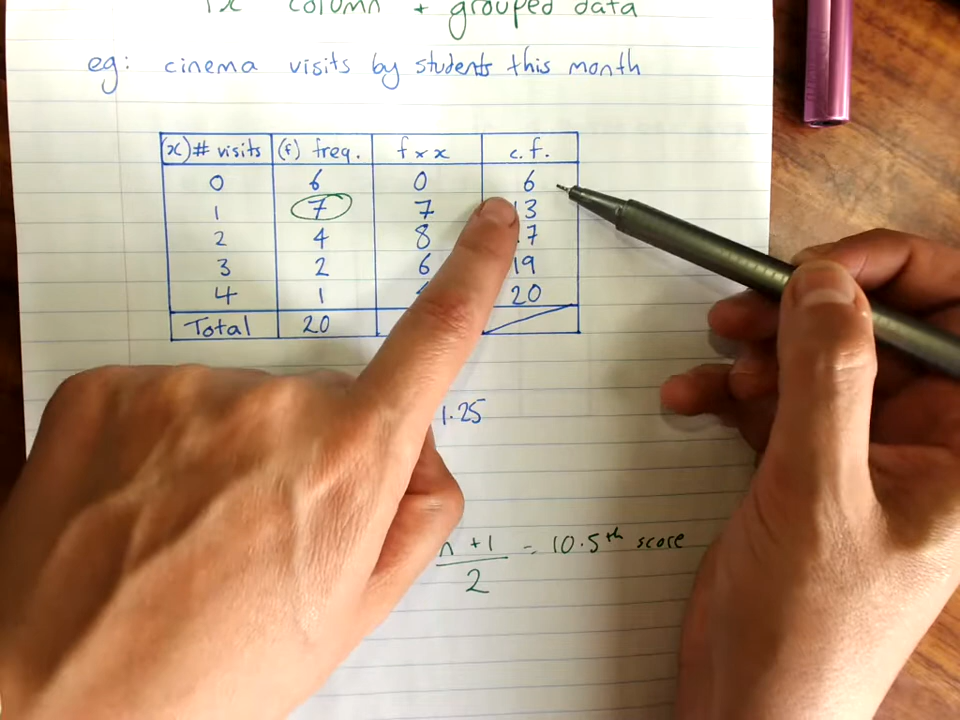 column + grouped data
eg: cinema visits by students this month
(x) # visits (f) freq. f × x c.f.
0 6 0 6
1 7 7 13
2 4 8 17
3 2 6 19
4 1 20
Total 20
1.25
n + 1 / 2 = 10.5th score